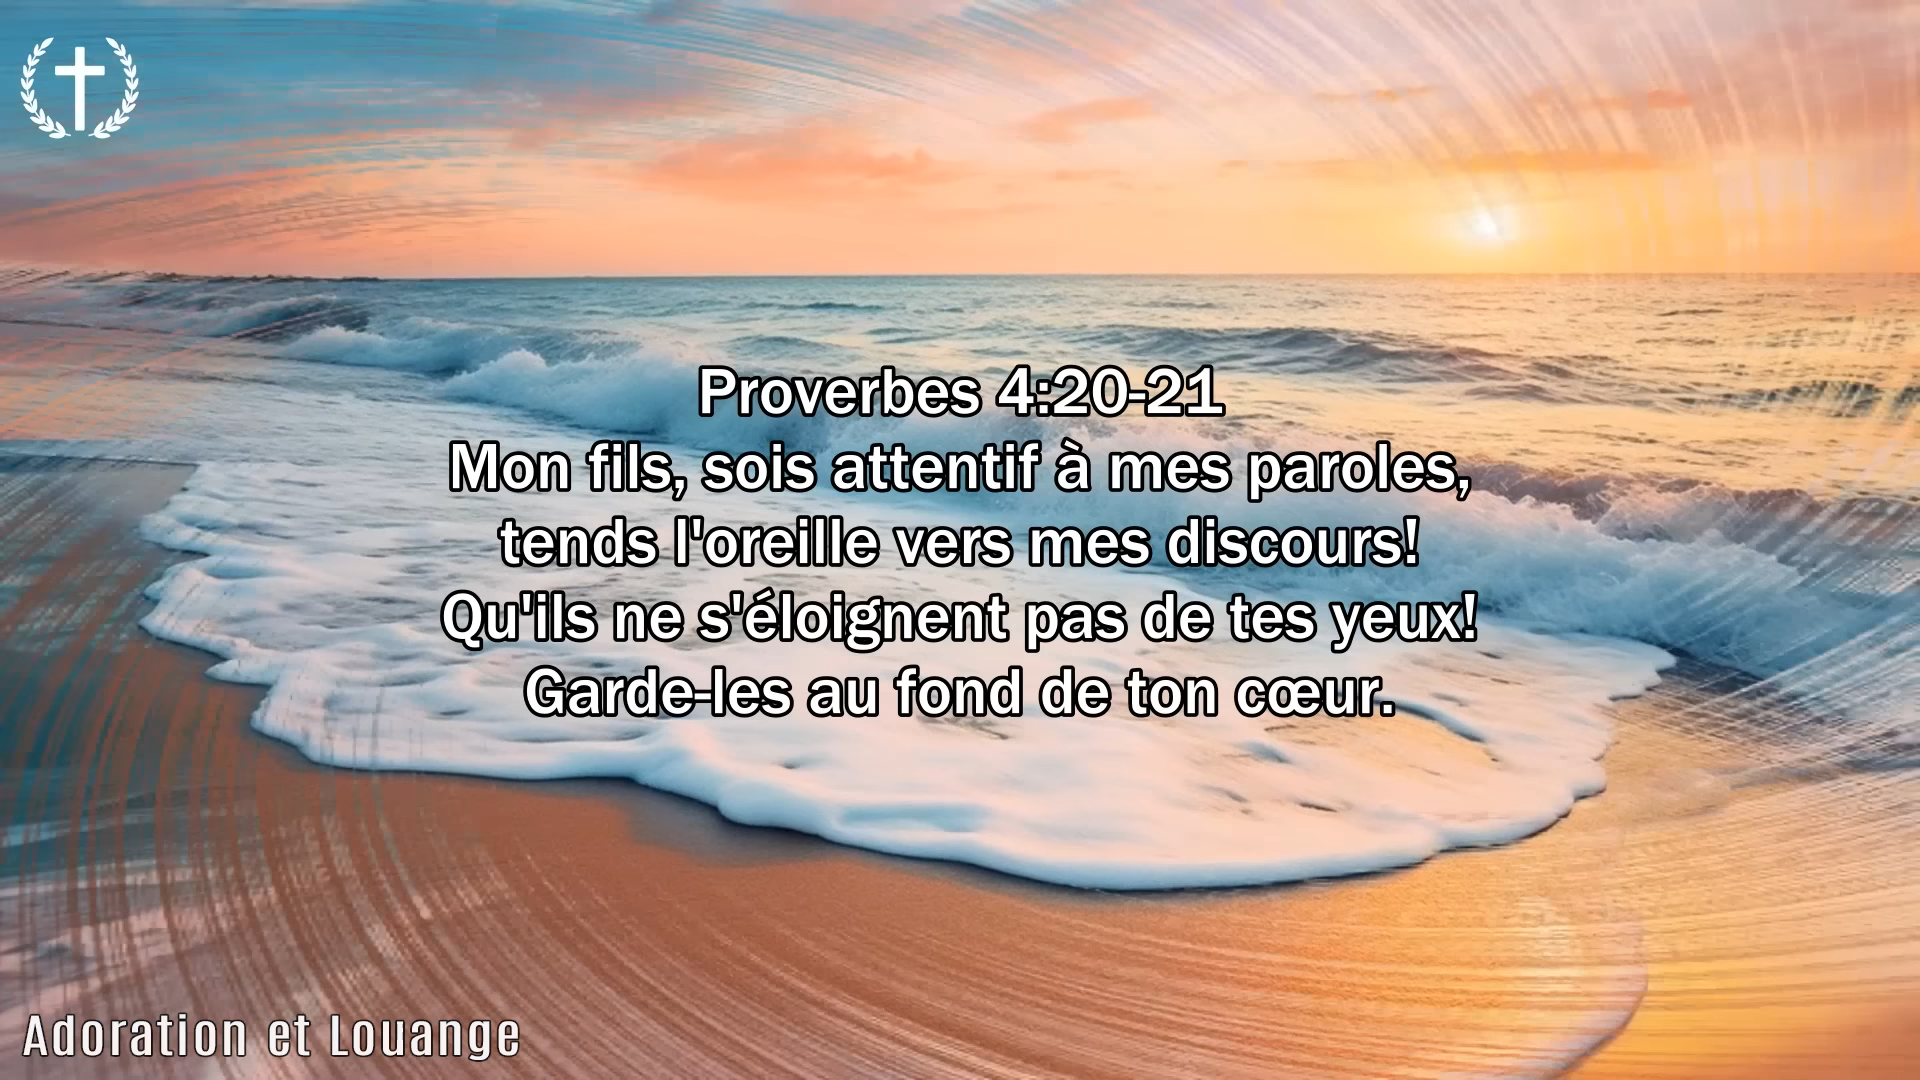 Proverbes 4:20-21
Mon fils, sois attentif à mes paroles,
tends l'oreille vers mes discours!
Qu'ils ne s'éloignent pas de tes yeux!
Garde-les au fond de ton cœur.
Adoration et Louange